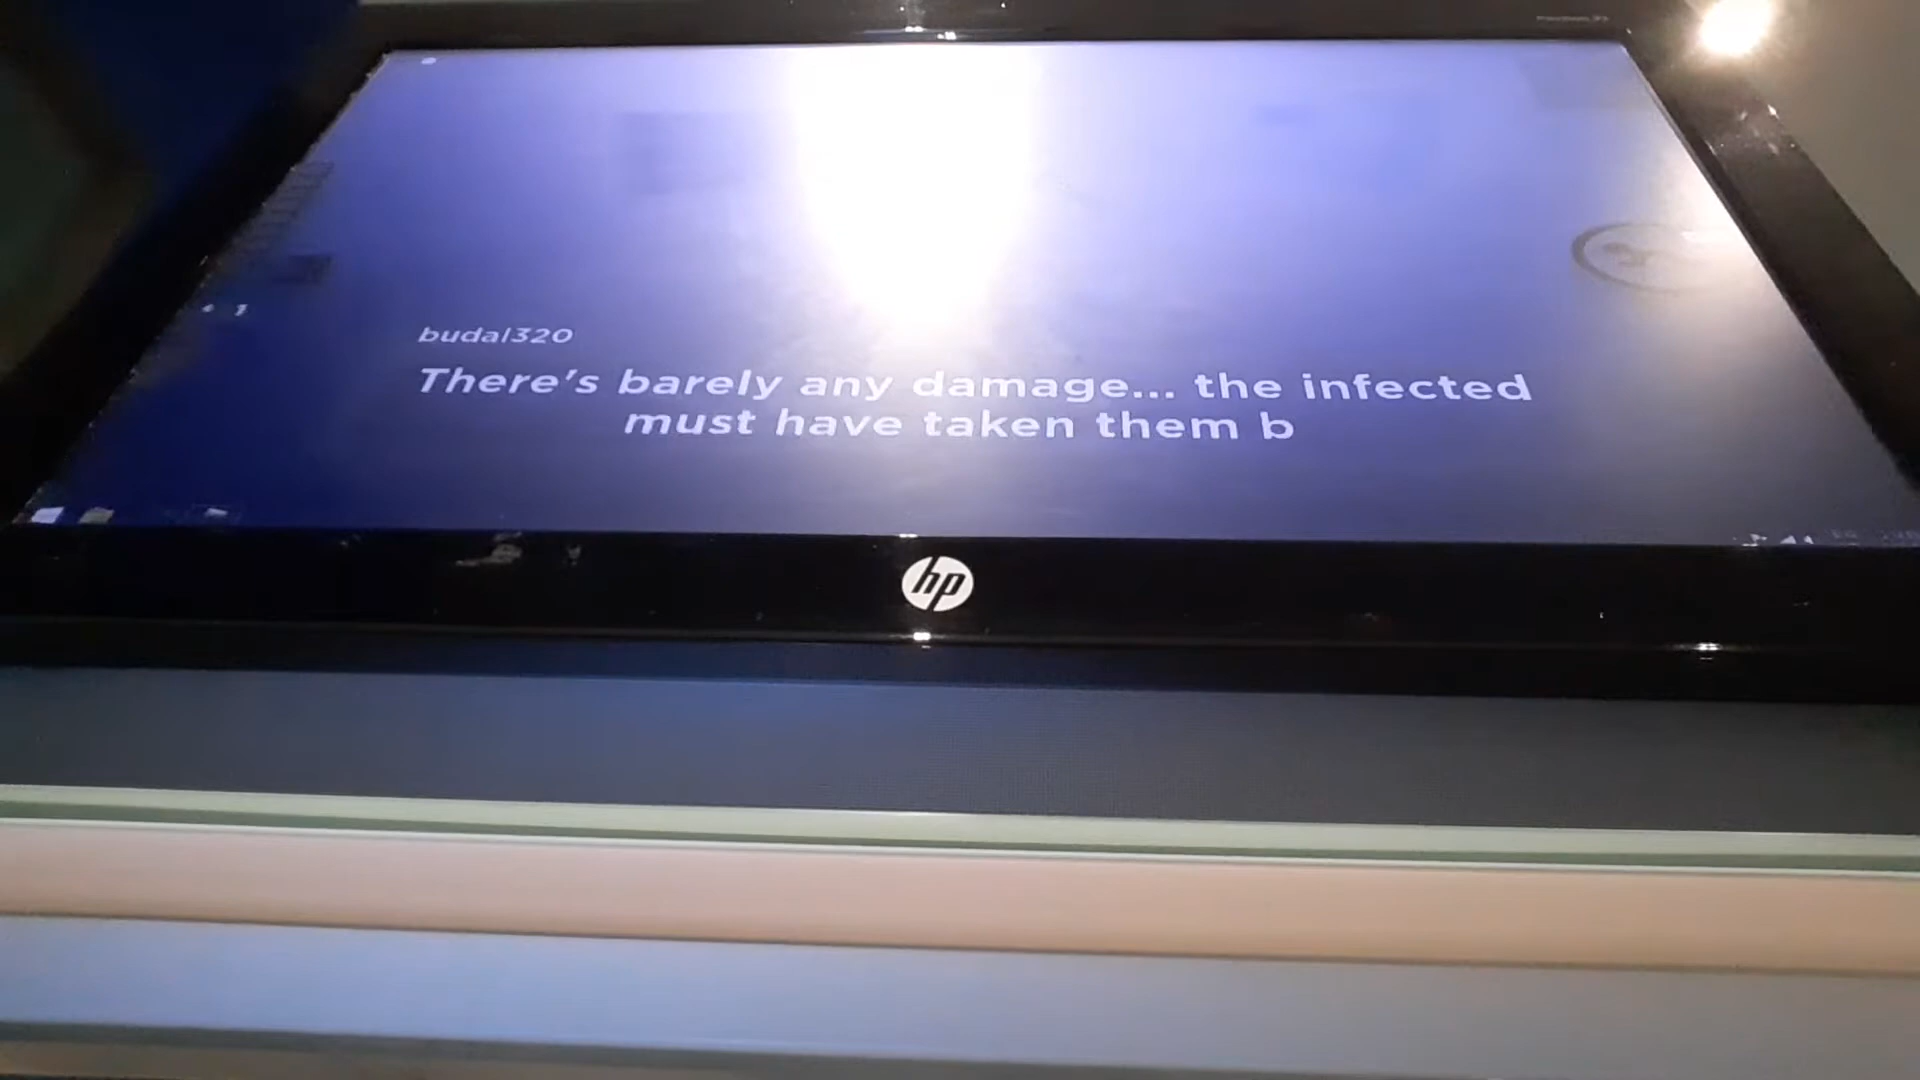 budal320
There's barely any damage... the infected
must have taken them b
hp